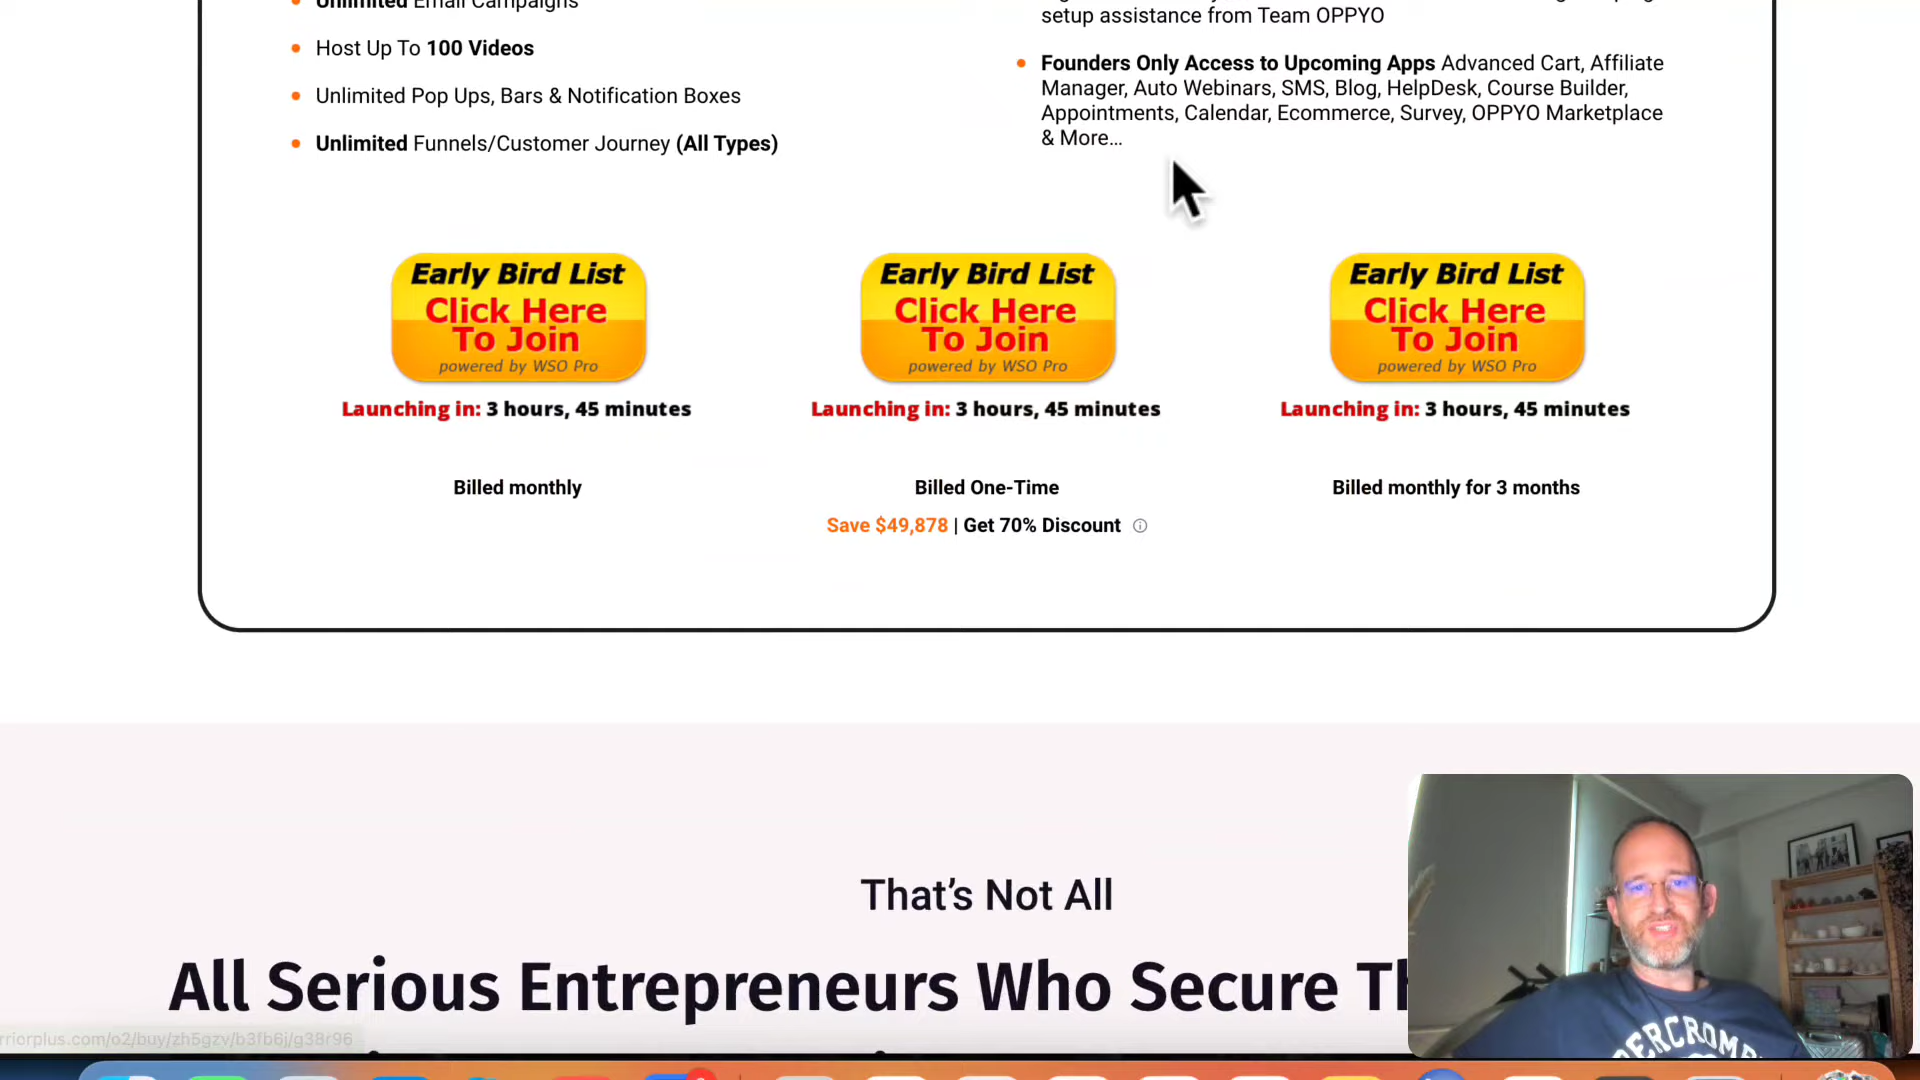 Unlimited Email Campaigns
Host Up To 100 Videos
Unlimited Pop Ups, Bars & Notification Boxes
Unlimited Funnels/Customer Journey (All Types)
setup assistance from Team OPPYO
Founders Only Access to Upcoming Apps Advanced Cart, Affiliate
Manager, Auto Webinars, SMS, Blog, HelpDesk, Course Builder,
Appointments, Calendar, Ecommerce, Survey, OPPYO Marketplace
& More...
Early Bird List
Click Here
To Join
powered by WSO Pro
Launching in: 3 hours, 45 minutes
Billed monthly
Early Bird List
Click Here
To Join
powered by WSO Pro
Launching in: 3 hours, 45 minutes
Billed One-Time
Save $49,878 | Get 70% Discount
Early Bird List
Click Here
To Join
powered by WSO Pro
Launching in: 3 hours, 45 minutes
Billed monthly for 3 months
That's Not All
All Serious Entrepreneurs Who Secure Th
rriorplus.com/o2/buy/zh5gzv/b3fb6j/g38r96
ERCROMB